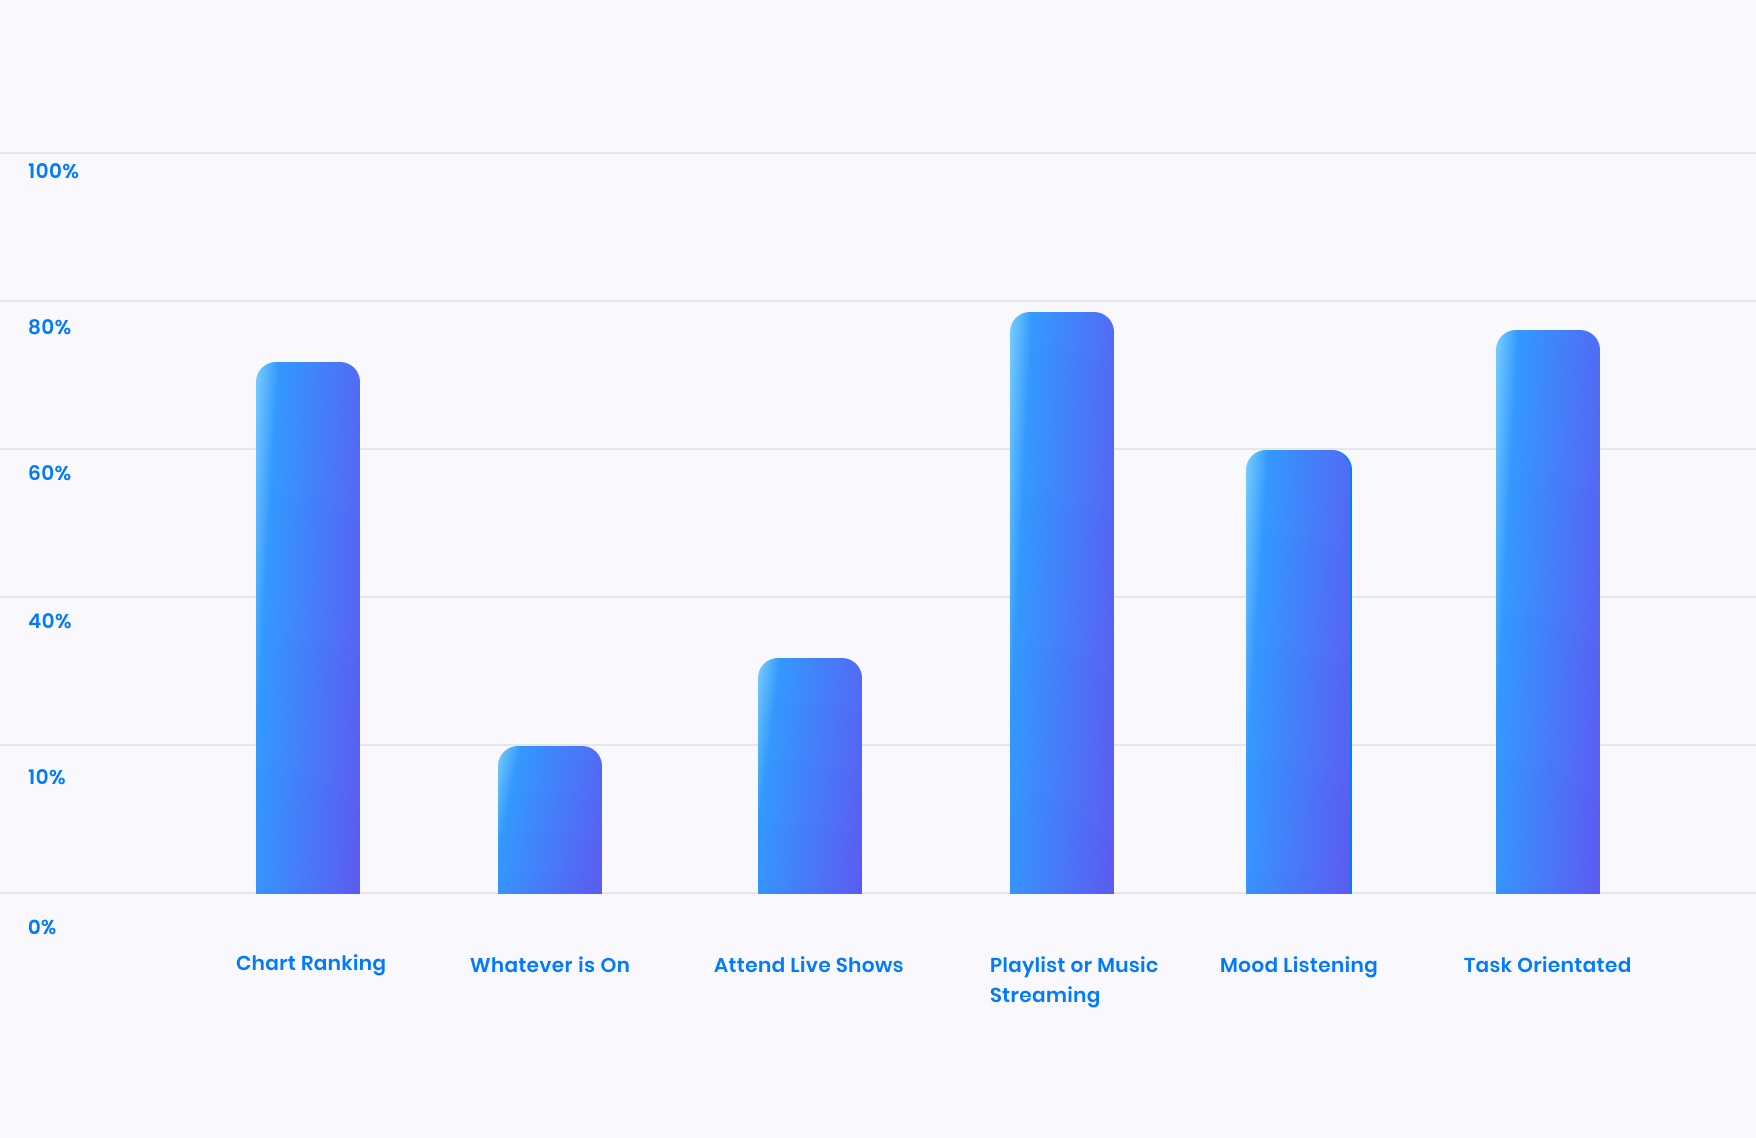 100%
80%
60%
40%
10%
0%
Chart Ranking
Whatever is On
Attend Live Shows
Playlist or Music
Streaming
Mood Listening
Task Orientated